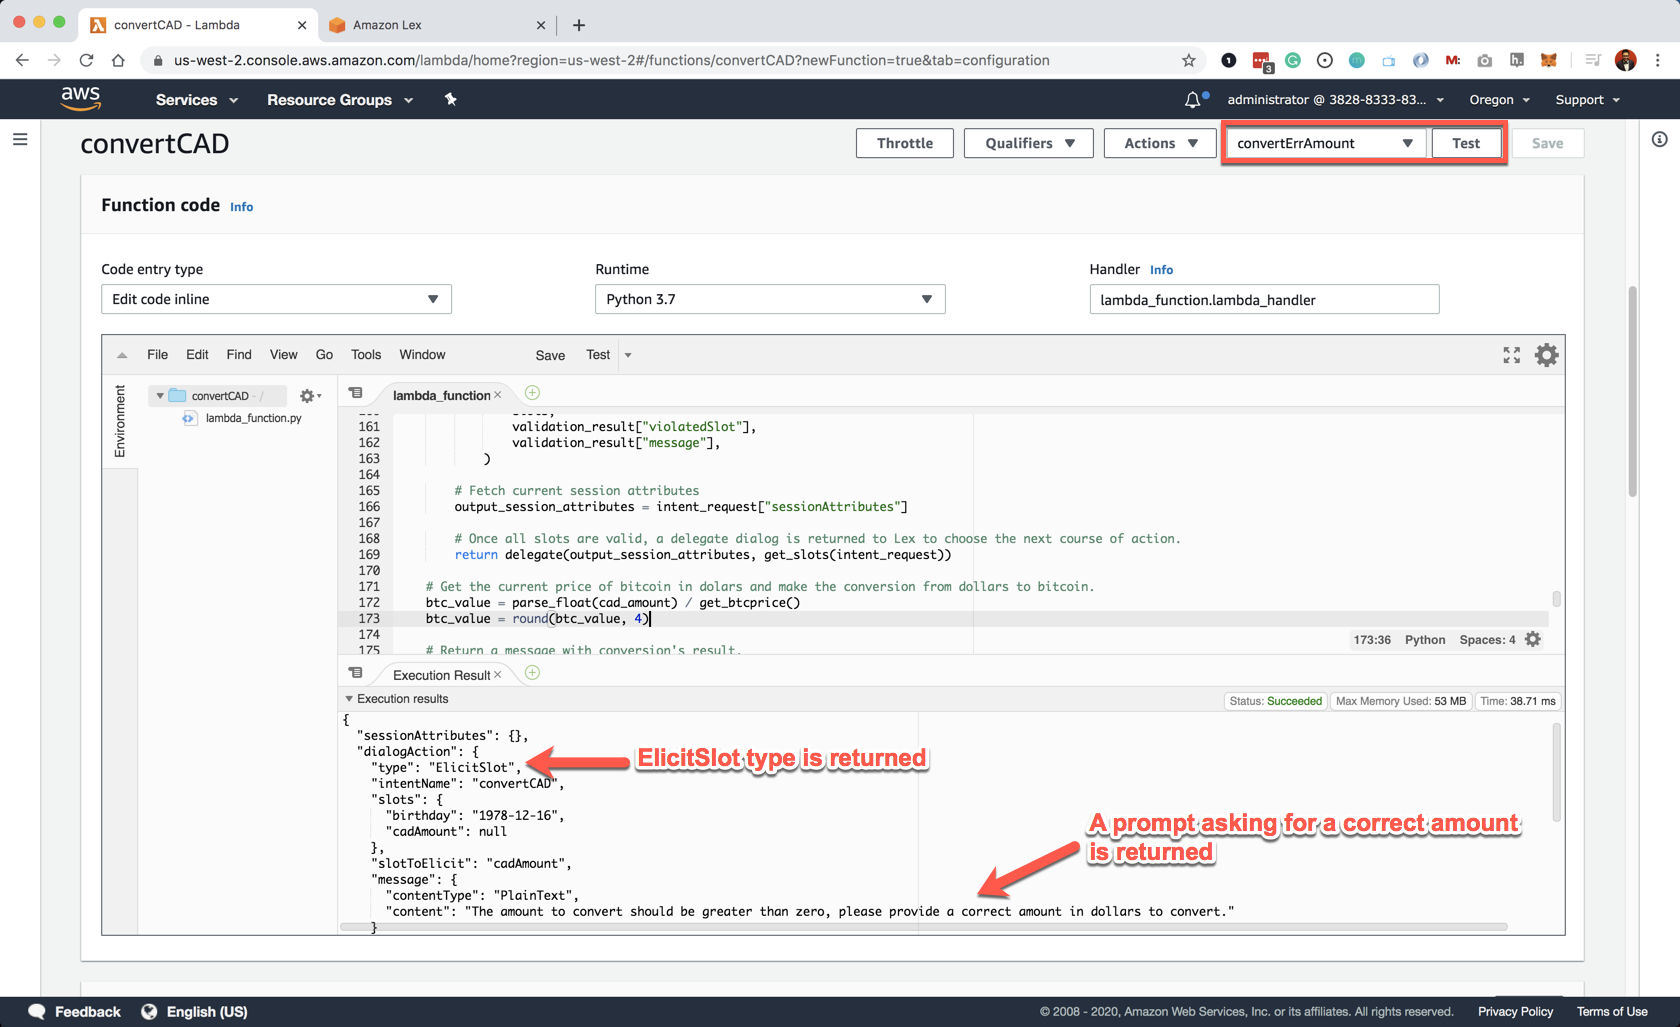 convertCAD - Lambda
Amazon Lex
us-west-2.console.aws.amazon.com/lambda/home?region=us-west-2#/functions/convertCAD?newFunction=true&tab=configuration
3
aws
Services
Resource Groups
administrator @ 3828-8333-83...
Oregon
Support
convertCAD
Throttle
Qualifiers
Actions
convertErrAmount
Test
Save
Function code Info
Code entry type
Edit code inline
Runtime
Python 3.7
Handler Info
lambda_function.lambda_handler
File Edit Find View Go Tools Window Save Test
Environment
convertCAD - /
lambda_function.py
lambda_function
161 validation_result["violatedSlot"],
162 validation_result["message"],
163 )
164
165 # Fetch current session attributes
166 output_session_attributes = intent_request["sessionAttributes"]
167
168 # Once all slots are valid, a delegate dialog is returned to Lex to choose the next course of action.
169 return delegate(output_session_attributes, get_slots(intent_request))
170
171 # Get the current price of bitcoin in dolars and make the conversion from dollars to bitcoin.
172 btc_value = parse_float(cad_amount) / get_btcprice()
173 btc_value = round(btc_value, 4)
174
175 # Return a message with conversion's result.
173:36 Python Spaces: 4
Execution Result
Execution results
Status: Succeeded
Max Memory Used: 53 MB
Time: 38.71 ms
{
"sessionAttributes": {},
"dialogAction": {
"type": "ElicitSlot",
"intentName": "convertCAD",
"slots": {
"birthday": "1978-12-16",
"cadAmount": null
},
"slotToElicit": "cadAmount",
"message": {
"contentType": "PlainText",
"content": "The amount to convert should be greater than zero, please provide a correct amount in dollars to convert."
}
ElicitSlot type is returned
A prompt asking for a correct amount
is returned
Feedback
English (US)
© 2008 - 2020, Amazon Web Services, Inc. or its affiliates. All rights reserved.
Privacy Policy
Terms of Use